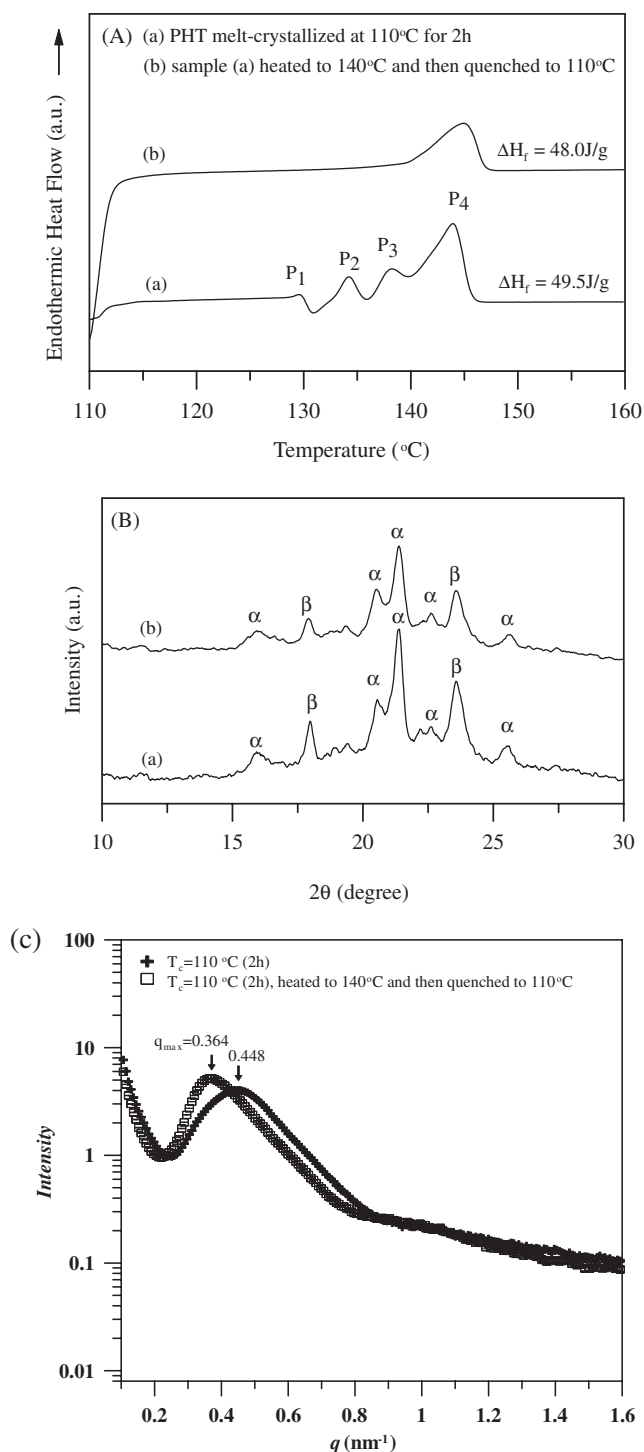 (A) (a) PHT melt-crystallized at 110°C for 2h
(b) sample (a) heated to 140°C and then quenched to 110°C
Endothermic Heat Flow (a.u.)
(b)
ΔHf = 48.0J/g
P1
P2
P3
P4
(a)
ΔHf = 49.5J/g
110 120 130 140 150 160
Temperature (°C)
(B)
Intensity (a.u.)
(b)
α
β
α
α
α
β
α
(a)
α
β
α
α
α
β
α
10 15 20 25 30
2θ (degree)
(c)
Intensity
100
10
1
0.1
0.01
Tc=110 °C (2h)
Tc=110 °C (2h), heated to 140°C and then quenched to 110°C
qmax=0.364
0.448
0.2 0.4 0.6 0.8 1 1.2 1.4 1.6
q (nm-1)